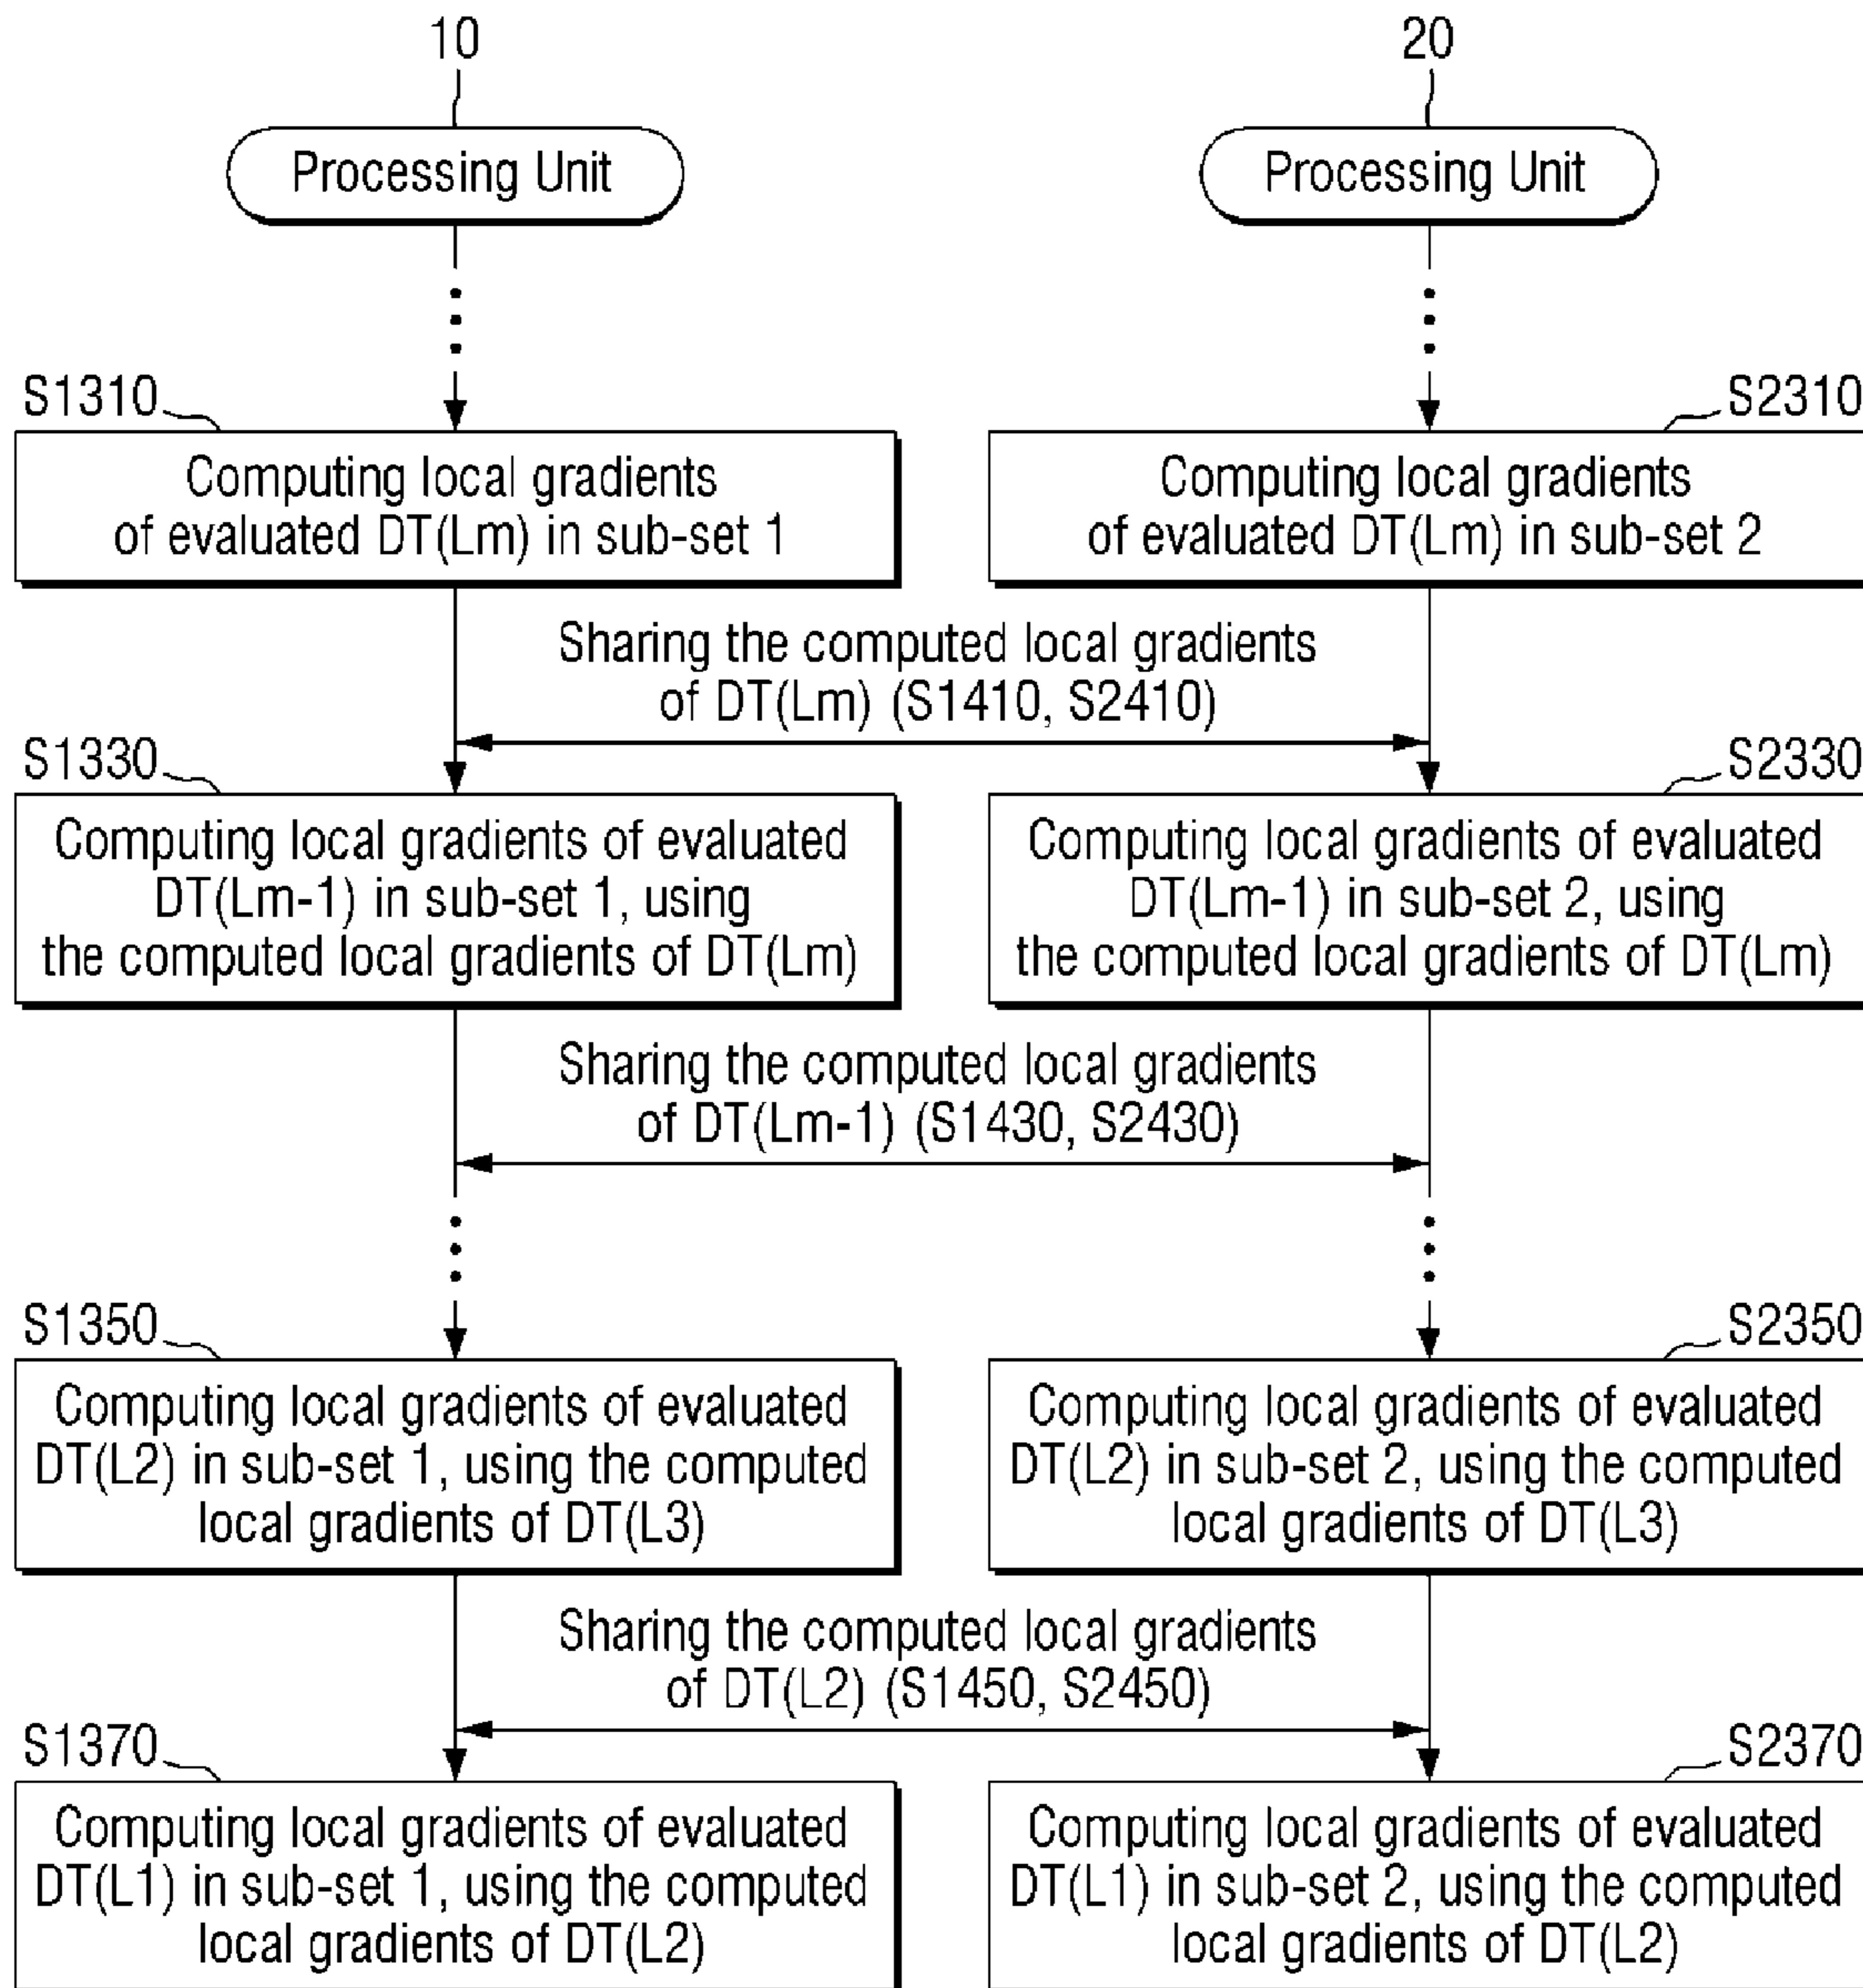 10
20
Processing Unit
Processing Unit
S1310
S2310
Computing local gradients
of evaluated DT(Lm) in sub-set 1
Computing local gradients
of evaluated DT(Lm) in sub-set 2
Sharing the computed local gradients
of DT(Lm) (S1410, S2410)
S1330
S2330
Computing local gradients of evaluated
DT(Lm-1) in sub-set 1, using
the computed local gradients of DT(Lm)
Computing local gradients of evaluated
DT(Lm-1) in sub-set 2, using
the computed local gradients of DT(Lm)
Sharing the computed local gradients
of DT(Lm-1) (S1430, S2430)
S1350
S2350
Computing local gradients of evaluated
DT(L2) in sub-set 1, using the computed
local gradients of DT(L3)
Computing local gradients of evaluated
DT(L2) in sub-set 2, using the computed
local gradients of DT(L3)
Sharing the computed local gradients
of DT(L2) (S1450, S2450)
S1370
S2370
Computing local gradients of evaluated
DT(L1) in sub-set 1, using the computed
local gradients of DT(L2)
Computing local gradients of evaluated
DT(L1) in sub-set 2, using the computed
local gradients of DT(L2)